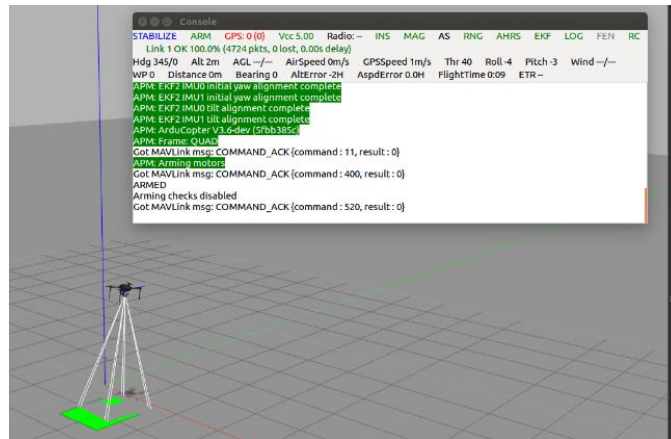 Console
STABILIZE ARM GPS: 0 (0) Vcc 5.00 Radio: -- INS MAG AS RNG AHRS EKF LOG FEN RC
Link 1 OK 100.0% (4724 pkts, 0 lost, 0.00s delay)
Hdg 345/0 Alt 2m AGL ---/--- AirSpeed 0m/s GPSSpeed 1m/s Thr 40 Roll -4 Pitch -3 Wind ---/---
WP 0 Distance 0m Bearing 0 AltError -2H AspdError 0.0H FlightTime 0:09 ETR --
APM: EKF2 IMU0 initial yaw alignment complete
APM: EKF2 IMU1 initial yaw alignment complete
APM: EKF2 IMU0 tilt alignment complete
APM: EKF2 IMU1 tilt alignment complete
APM: ArduCopter V3.6-dev (5fbb385c)
APM: Frame: QUAD
Got MAVLink msg: COMMAND_ACK {command : 11, result : 0}
APM: Arming motors
Got MAVLink msg: COMMAND_ACK {command : 400, result : 0}
ARMED
Arming checks disabled
Got MAVLink msg: COMMAND_ACK {command : 520, result : 0}